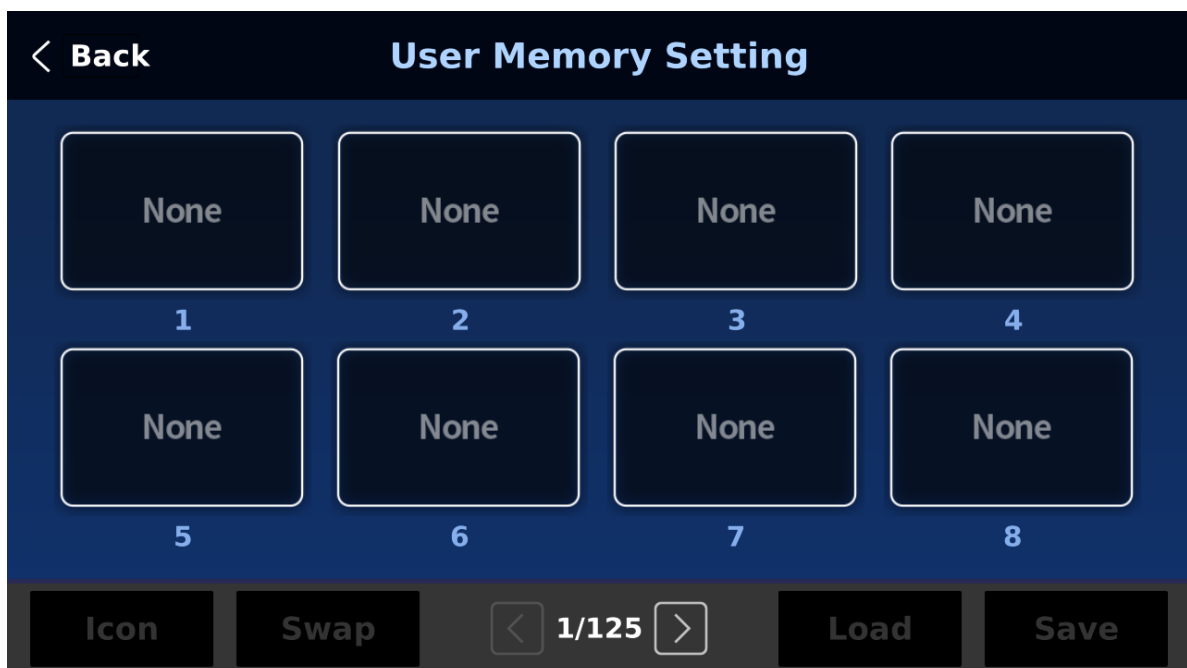 Back
User Memory Setting
None None None None
1 2 3 4
None None None None
5 6 7 8
Icon Swap 1/125 Load Save